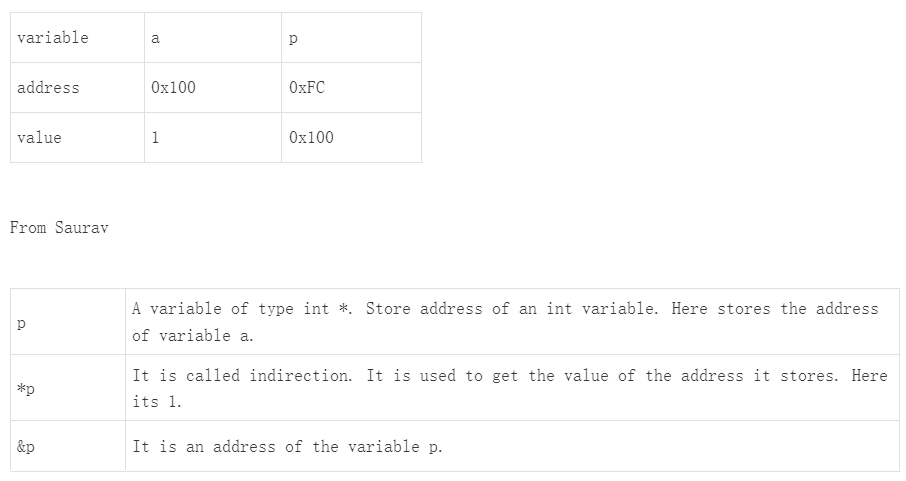 variable a p
address 0x100 0xFC
value 1 0x100
From Saurav
p A variable of type int *. Store address of an int variable. Here stores the address
of variable a.
*p It is called indirection. It is used to get the value of the address it stores. Here
its 1.
&p It is an address of the variable p.